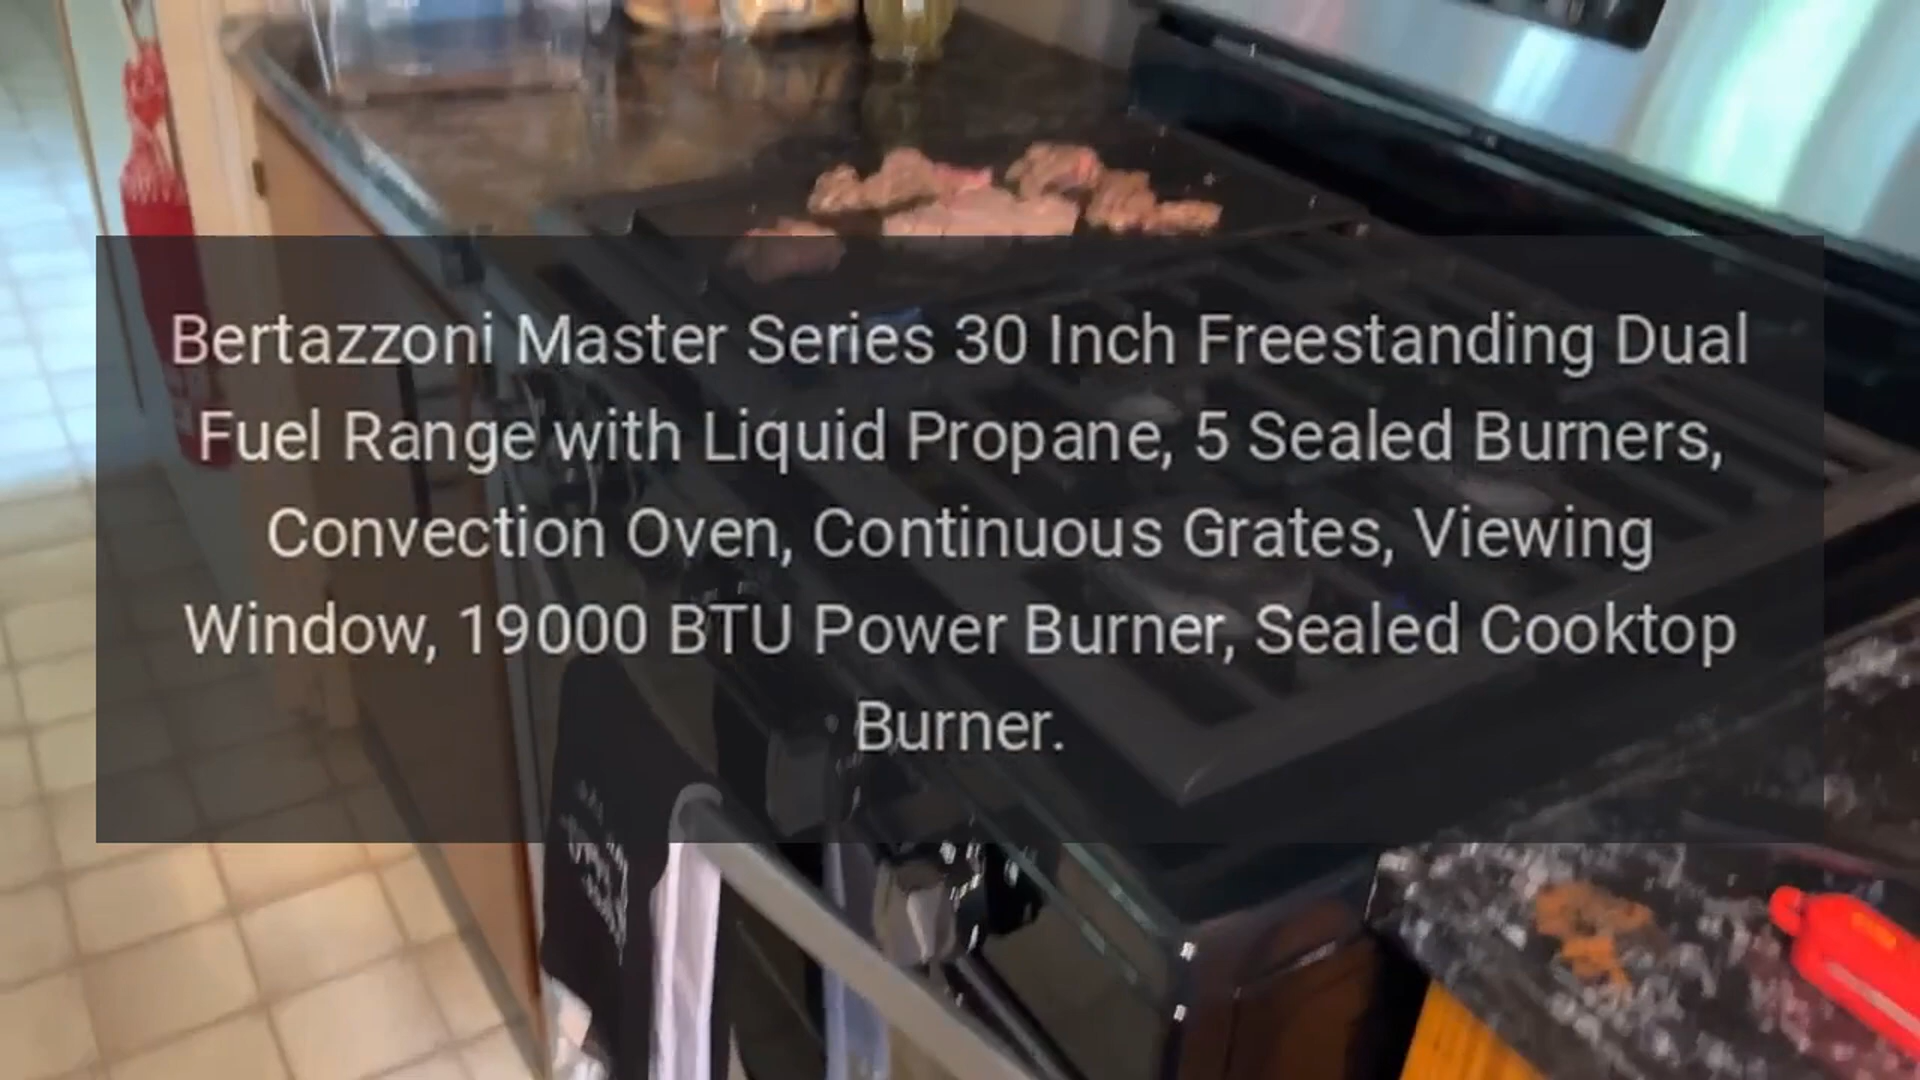 Bertazzoni Master Series 30 Inch Freestanding Dual
Fuel Range with Liquid Propane, 5 Sealed Burners,
Convection Oven, Continuous Grates, Viewing
Window, 19000 BTU Power Burner, Sealed Cooktop
Burner.